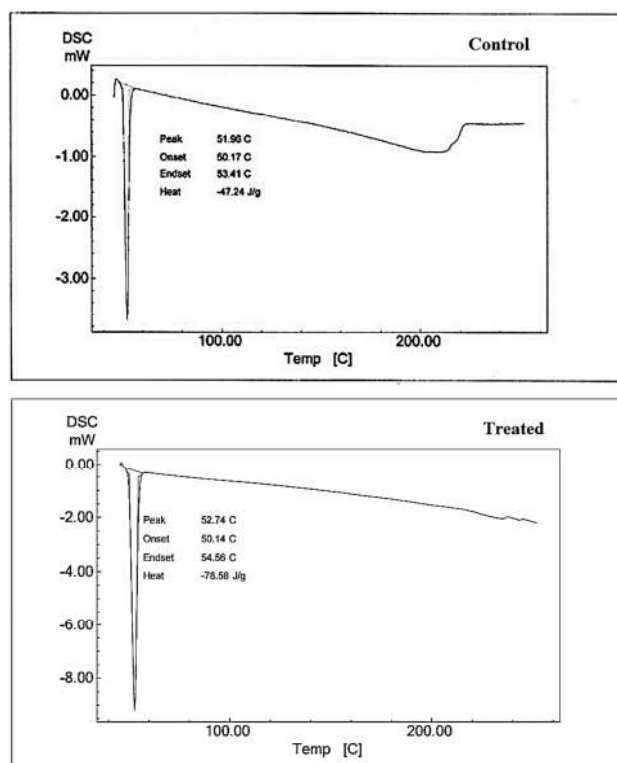 DSC
mW
Control
0.00
-1.00
-2.00
-3.00
Peak 51.96 C
Onset 50.17 C
Endset 53.41 C
Heat -47.24 J/g
100.00 200.00
Temp [C]
DSC
mW
Treated
0.00
-2.00
-4.00
-6.00
-8.00
Peak 52.74 C
Onset 50.14 C
Endset 54.56 C
Heat -78.58 J/g
100.00 200.00
Temp [C]